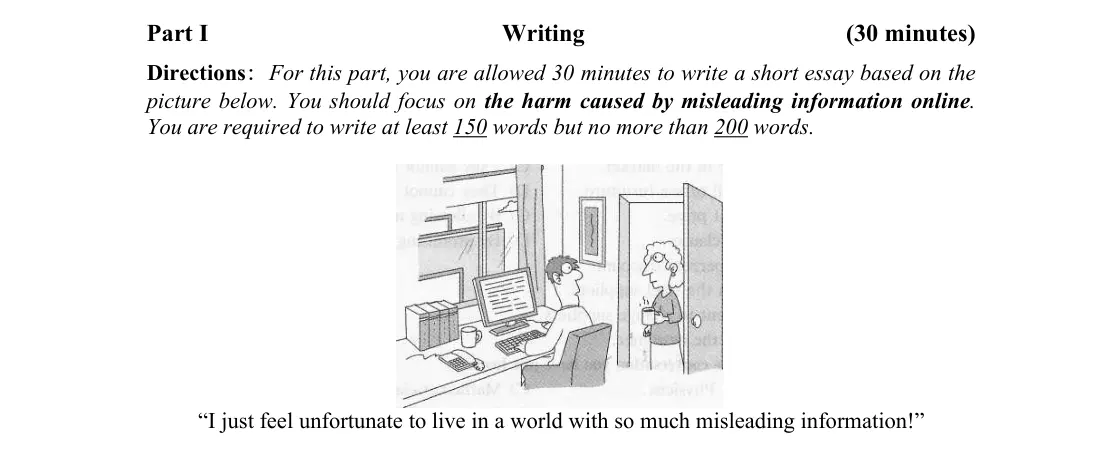 Part I Writing (30 minutes)
Directions: For this part, you are allowed 30 minutes to write a short essay based on the
picture below. You should focus on the harm caused by misleading information online.
You are required to write at least 150 words but no more than 200 words.
“I just feel unfortunate to live in a world with so much misleading information!”